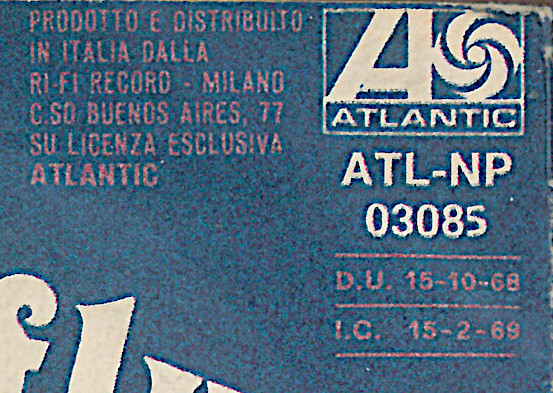 PRODOTTO E DISTRIBUITO
IN ITALIA DALLA
RI-FI RECORD - MILANO
C.SO BUENOS AIRES, 77
SU LICENZA ESCLUSIVA
ATLANTIC
A
ATLANTIC
ATL-NP
03085
D.U. 15-10-68
I.C. 15-2-69